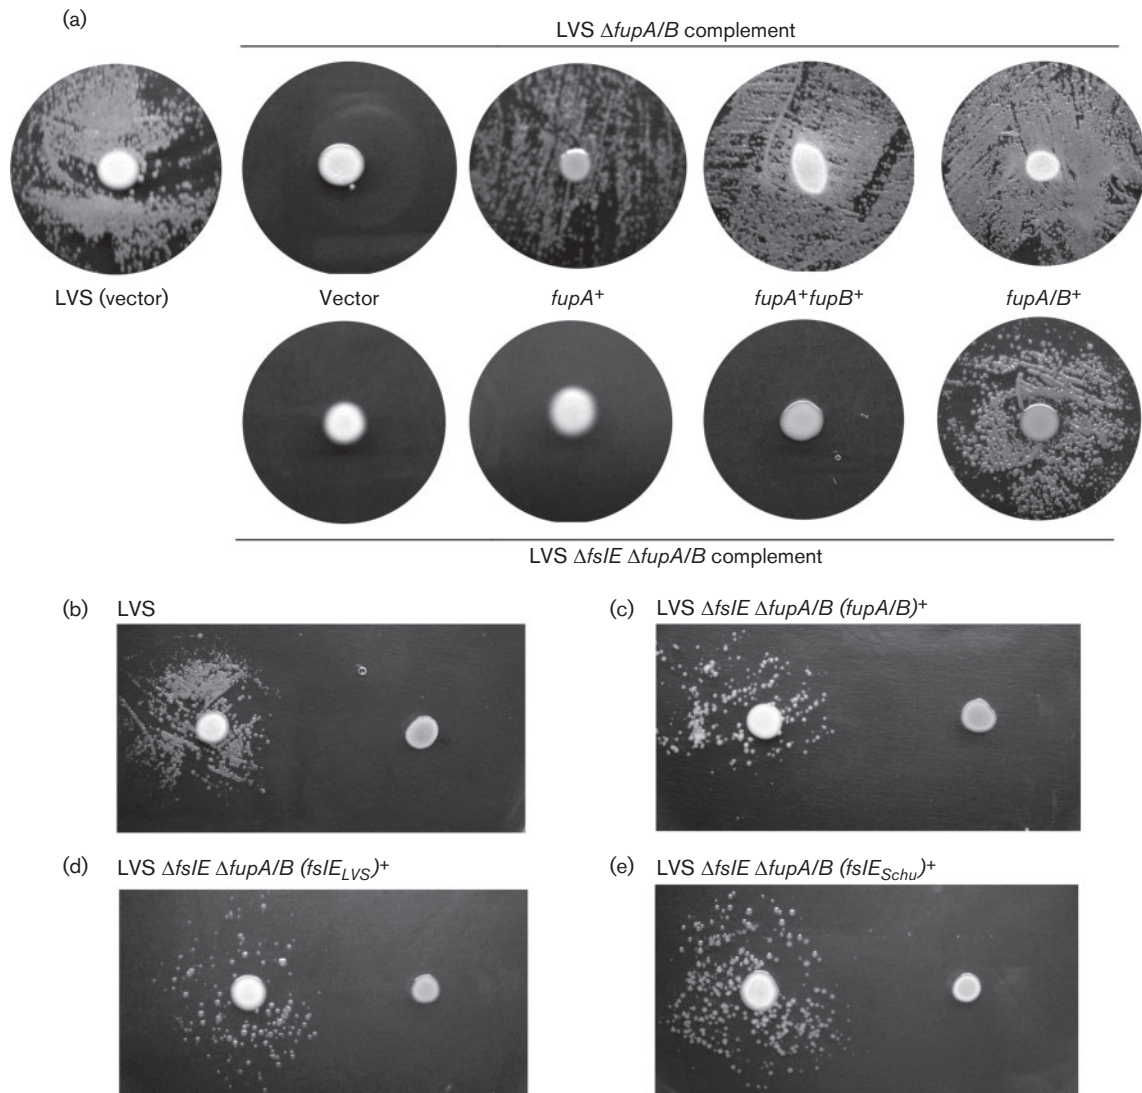 (a)
LVS ΔfupA/B complement
LVS (vector)
Vector
fupA+
fupA+fupB+
fupA/B+
LVS ΔfslE ΔfupA/B complement
(b) LVS
(c) LVS ΔfslE ΔfupA/B (fupA/B)+
(d) LVS ΔfslE ΔfupA/B (fslELVS)+
(e) LVS ΔfslE ΔfupA/B (fslESchu)+